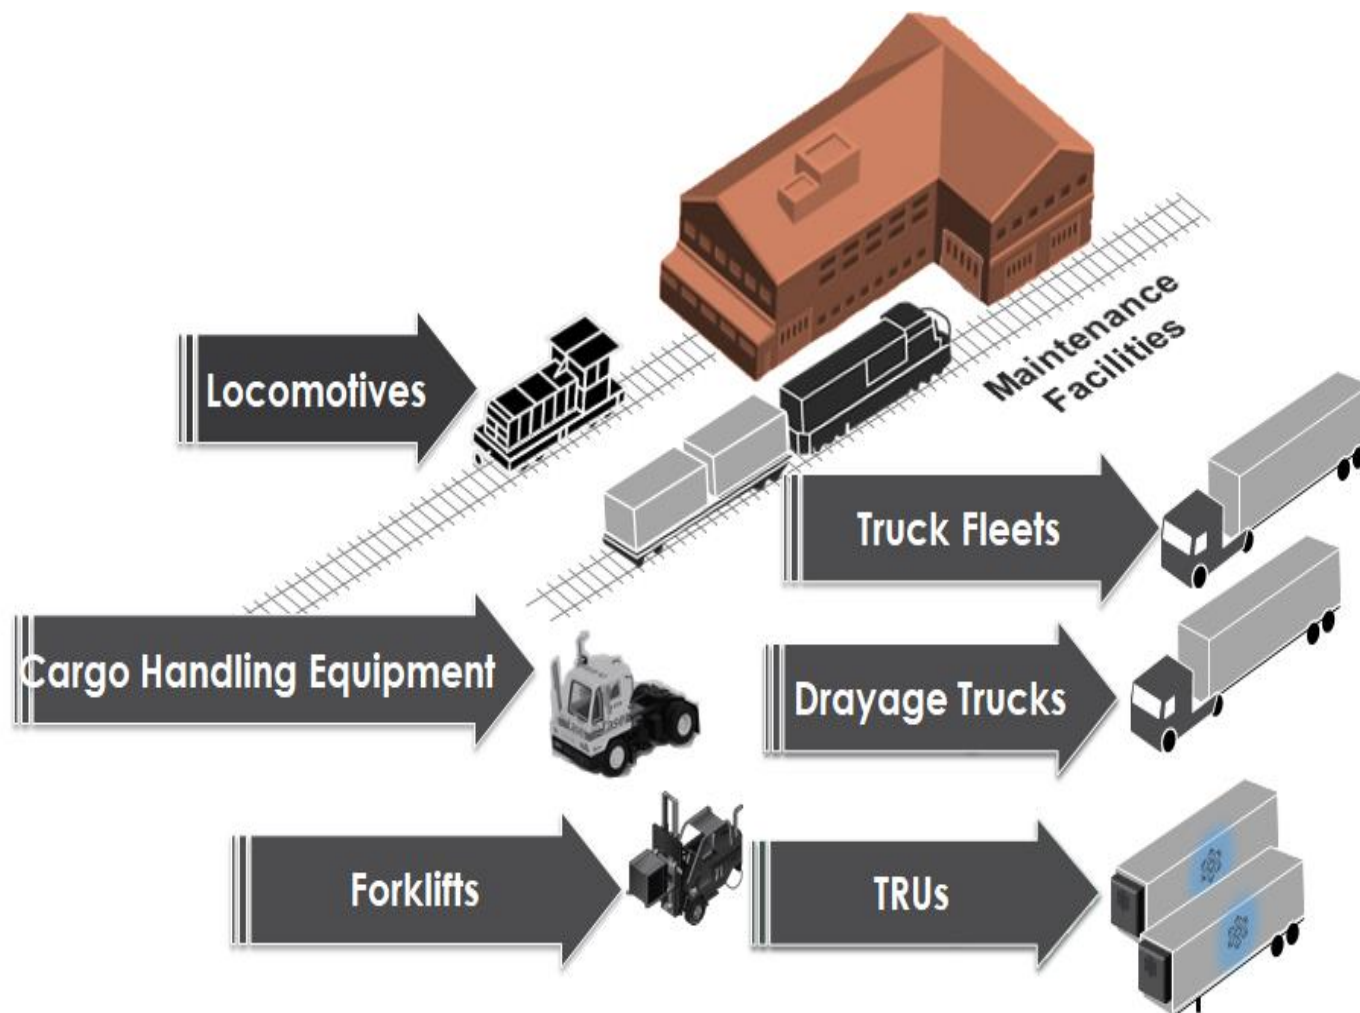 Maintenance
Facilities
Locomotives
Truck Fleets
Cargo Handling Equipment
Drayage Trucks
Forklifts
TRUs